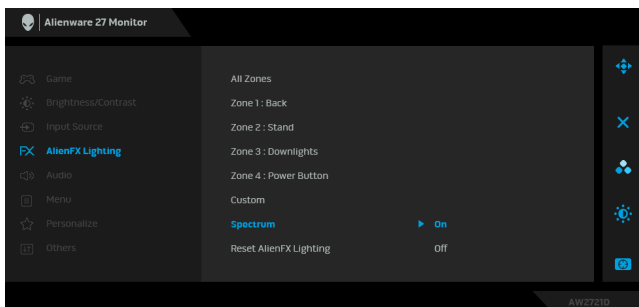 Alienware 27 Monitor
Game
Brightness/Contrast
Input Source
FX AlienFX Lighting
Audio
Menu
Personalize
Others
All Zones
Zone 1 : Back
Zone 2 : Stand
Zone 3 : Downlights
Zone 4 : Power Button
Custom
Spectrum On
Reset AlienFX Lighting Off
AW2721D